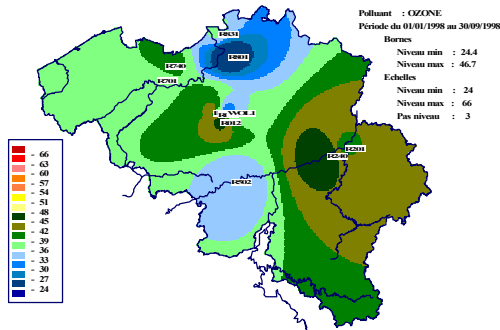 Polluant : OZONE
Période du 01/01/1998 au 30/09/1998
Bornes
Niveau min : 24.4
Niveau max : 46.7
Echelles
Niveau min : 24
Niveau max : 66
Pas niveau : 3
R831
R801
R740
R701
WOL1
R012
R201
R240
R502
- 66
- 63
- 60
- 57
- 54
- 51
- 48
- 45
- 42
- 39
- 36
- 33
- 30
- 27
- 24